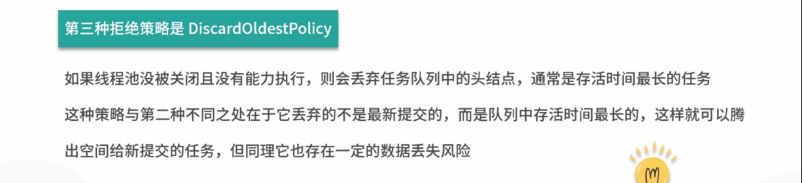 第三种拒绝策略是 DiscardOldestPolicy
如果线程池没被关闭且没有能力执行，则会丢弃任务队列中的头结点，通常是存活时间最长的任务
这种策略与第二种不同之处在于它丢弃的不是最新提交的，而是队列中存活时间最长的，这样就可以腾
出空间给新提交的任务，但同理它也存在一定的数据丢失风险